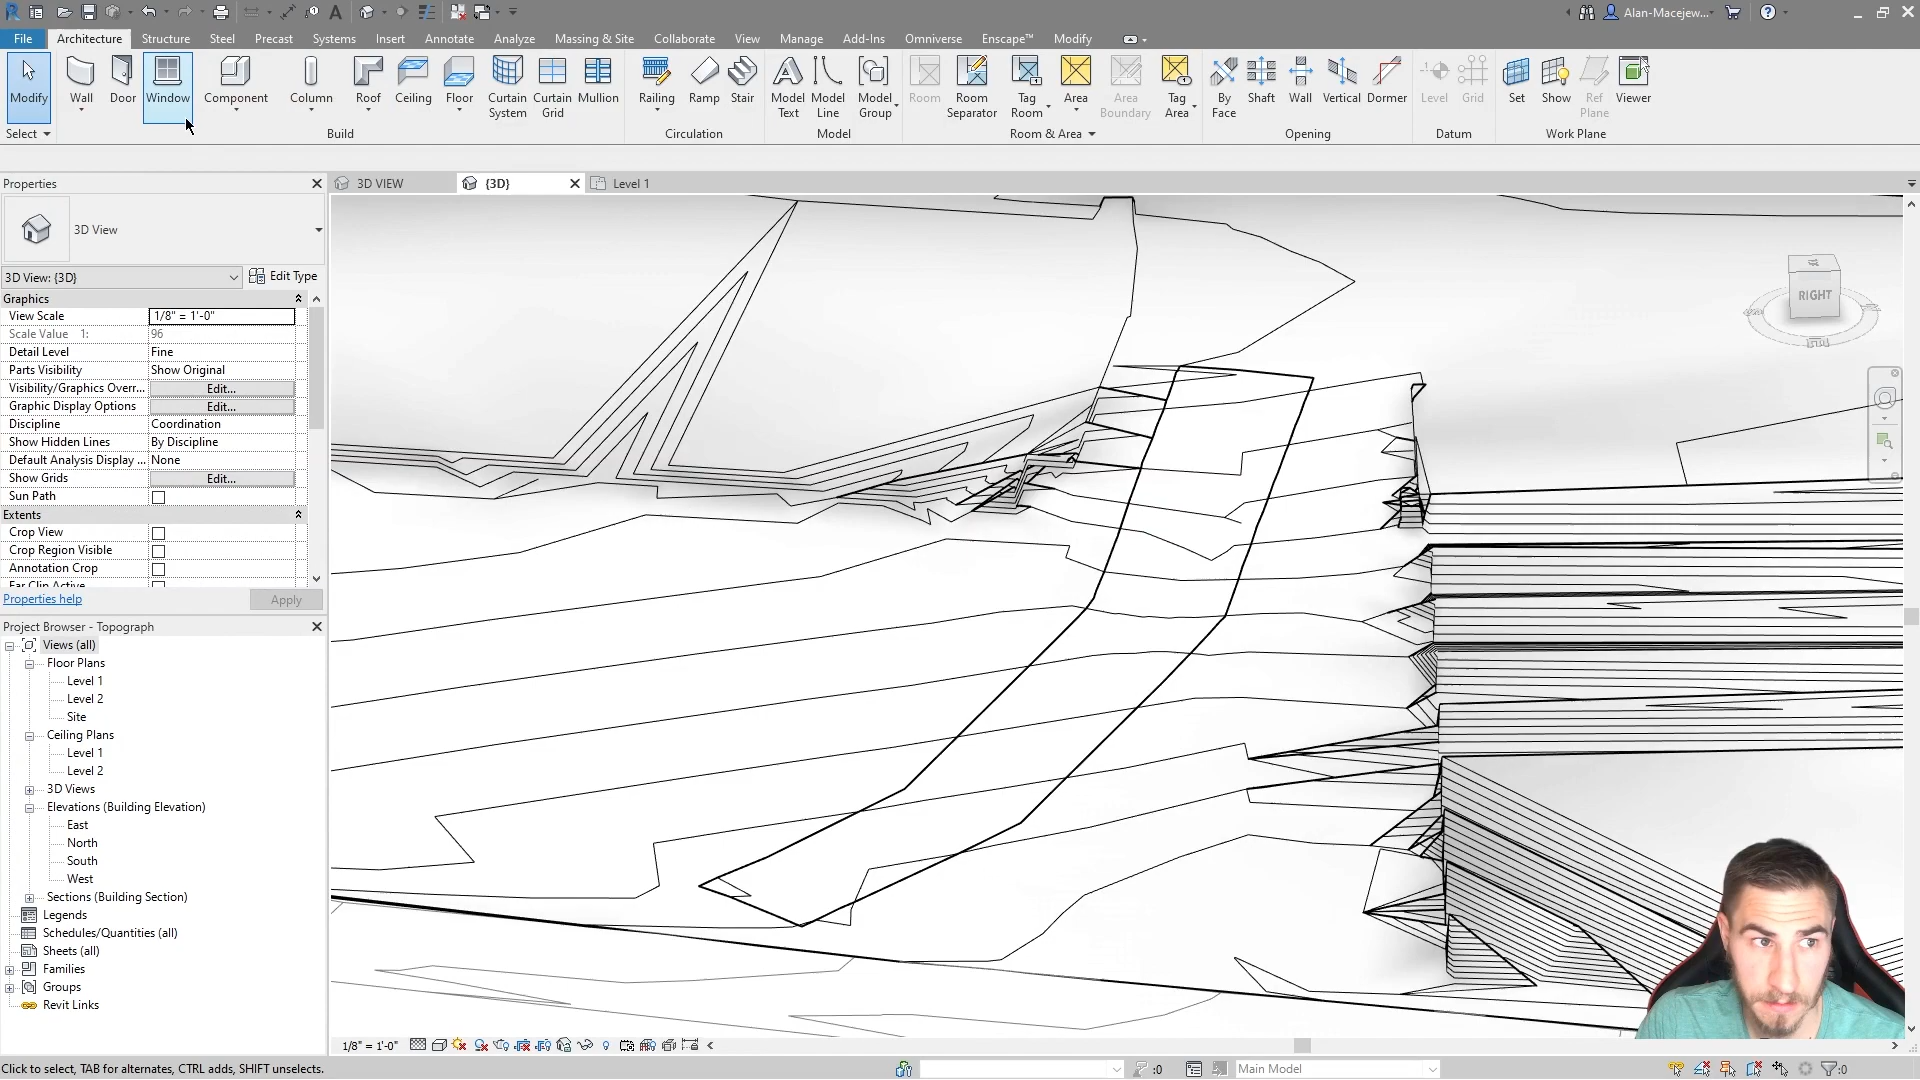 Alan-Macejew...
File Architecture Structure Steel Precast Systems Insert Annotate Analyze Massing & Site Collaborate View Manage Add-Ins Omniverse Enscape™ Modify
Modify Wall Door Window Component Column Roof Ceiling Floor Curtain System Curtain Grid Mullion Railing Ramp Stair Model Text Model Line Model Group Room Room Separator Tag Room Area Area Boundary Tag Area By Face Shaft Wall Vertical Dormer Level Grid Set Show Ref Plane Viewer
Select Build Circulation Model Room & Area Opening Datum Work Plane
Properties
3D VIEW {3D} Level 1
3D View
3D View: {3D} Edit Type
Graphics
View Scale 1/8" = 1'-0"
Scale Value 1: 96
Detail Level Fine
Parts Visibility Show Original
Visibility/Graphics Overr... Edit...
Graphic Display Options Edit...
Discipline Coordination
Show Hidden Lines By Discipline
Default Analysis Display ... None
Show Grids Edit...
Sun Path
Extents
Crop View
Crop Region Visible
Annotation Crop
Far Clip Active
Properties help Apply
RIGHT
Project Browser - Topograph
Views (all)
Floor Plans
Level 1
Level 2
Site
Ceiling Plans
Level 1
Level 2
3D Views
Elevations (Building Elevation)
East
North
South
West
Sections (Building Section)
Legends
Schedules/Quantities (all)
Sheets (all)
Families
Groups
Revit Links
1/8" = 1'-0"
Click to select, TAB for alternates, CTRL adds, SHIFT unselects. :0 Main Model :0